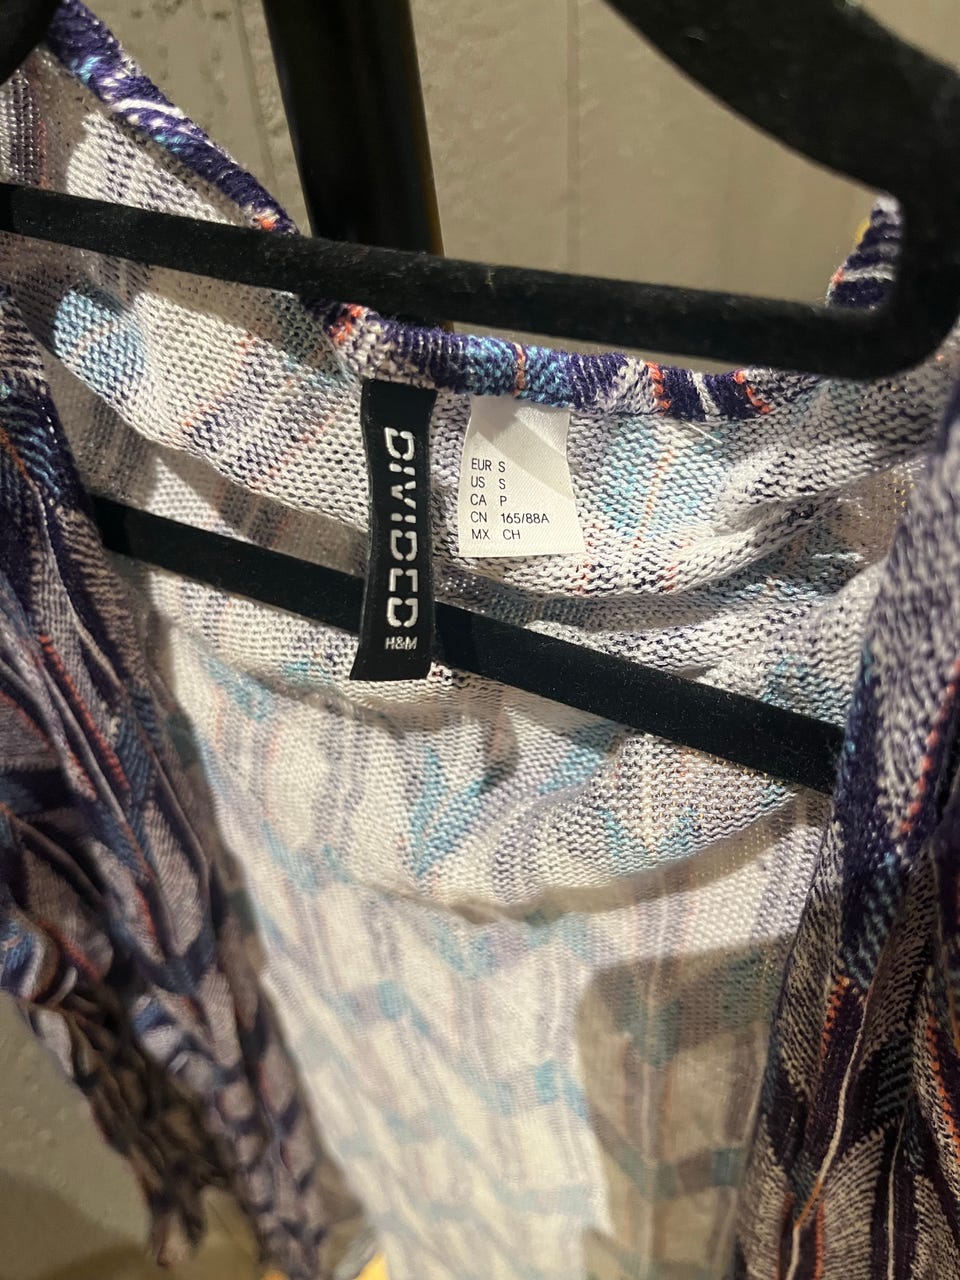 DIVIDED
H&M
EUR S
US S
CA P
CN 165/88A
MX CH